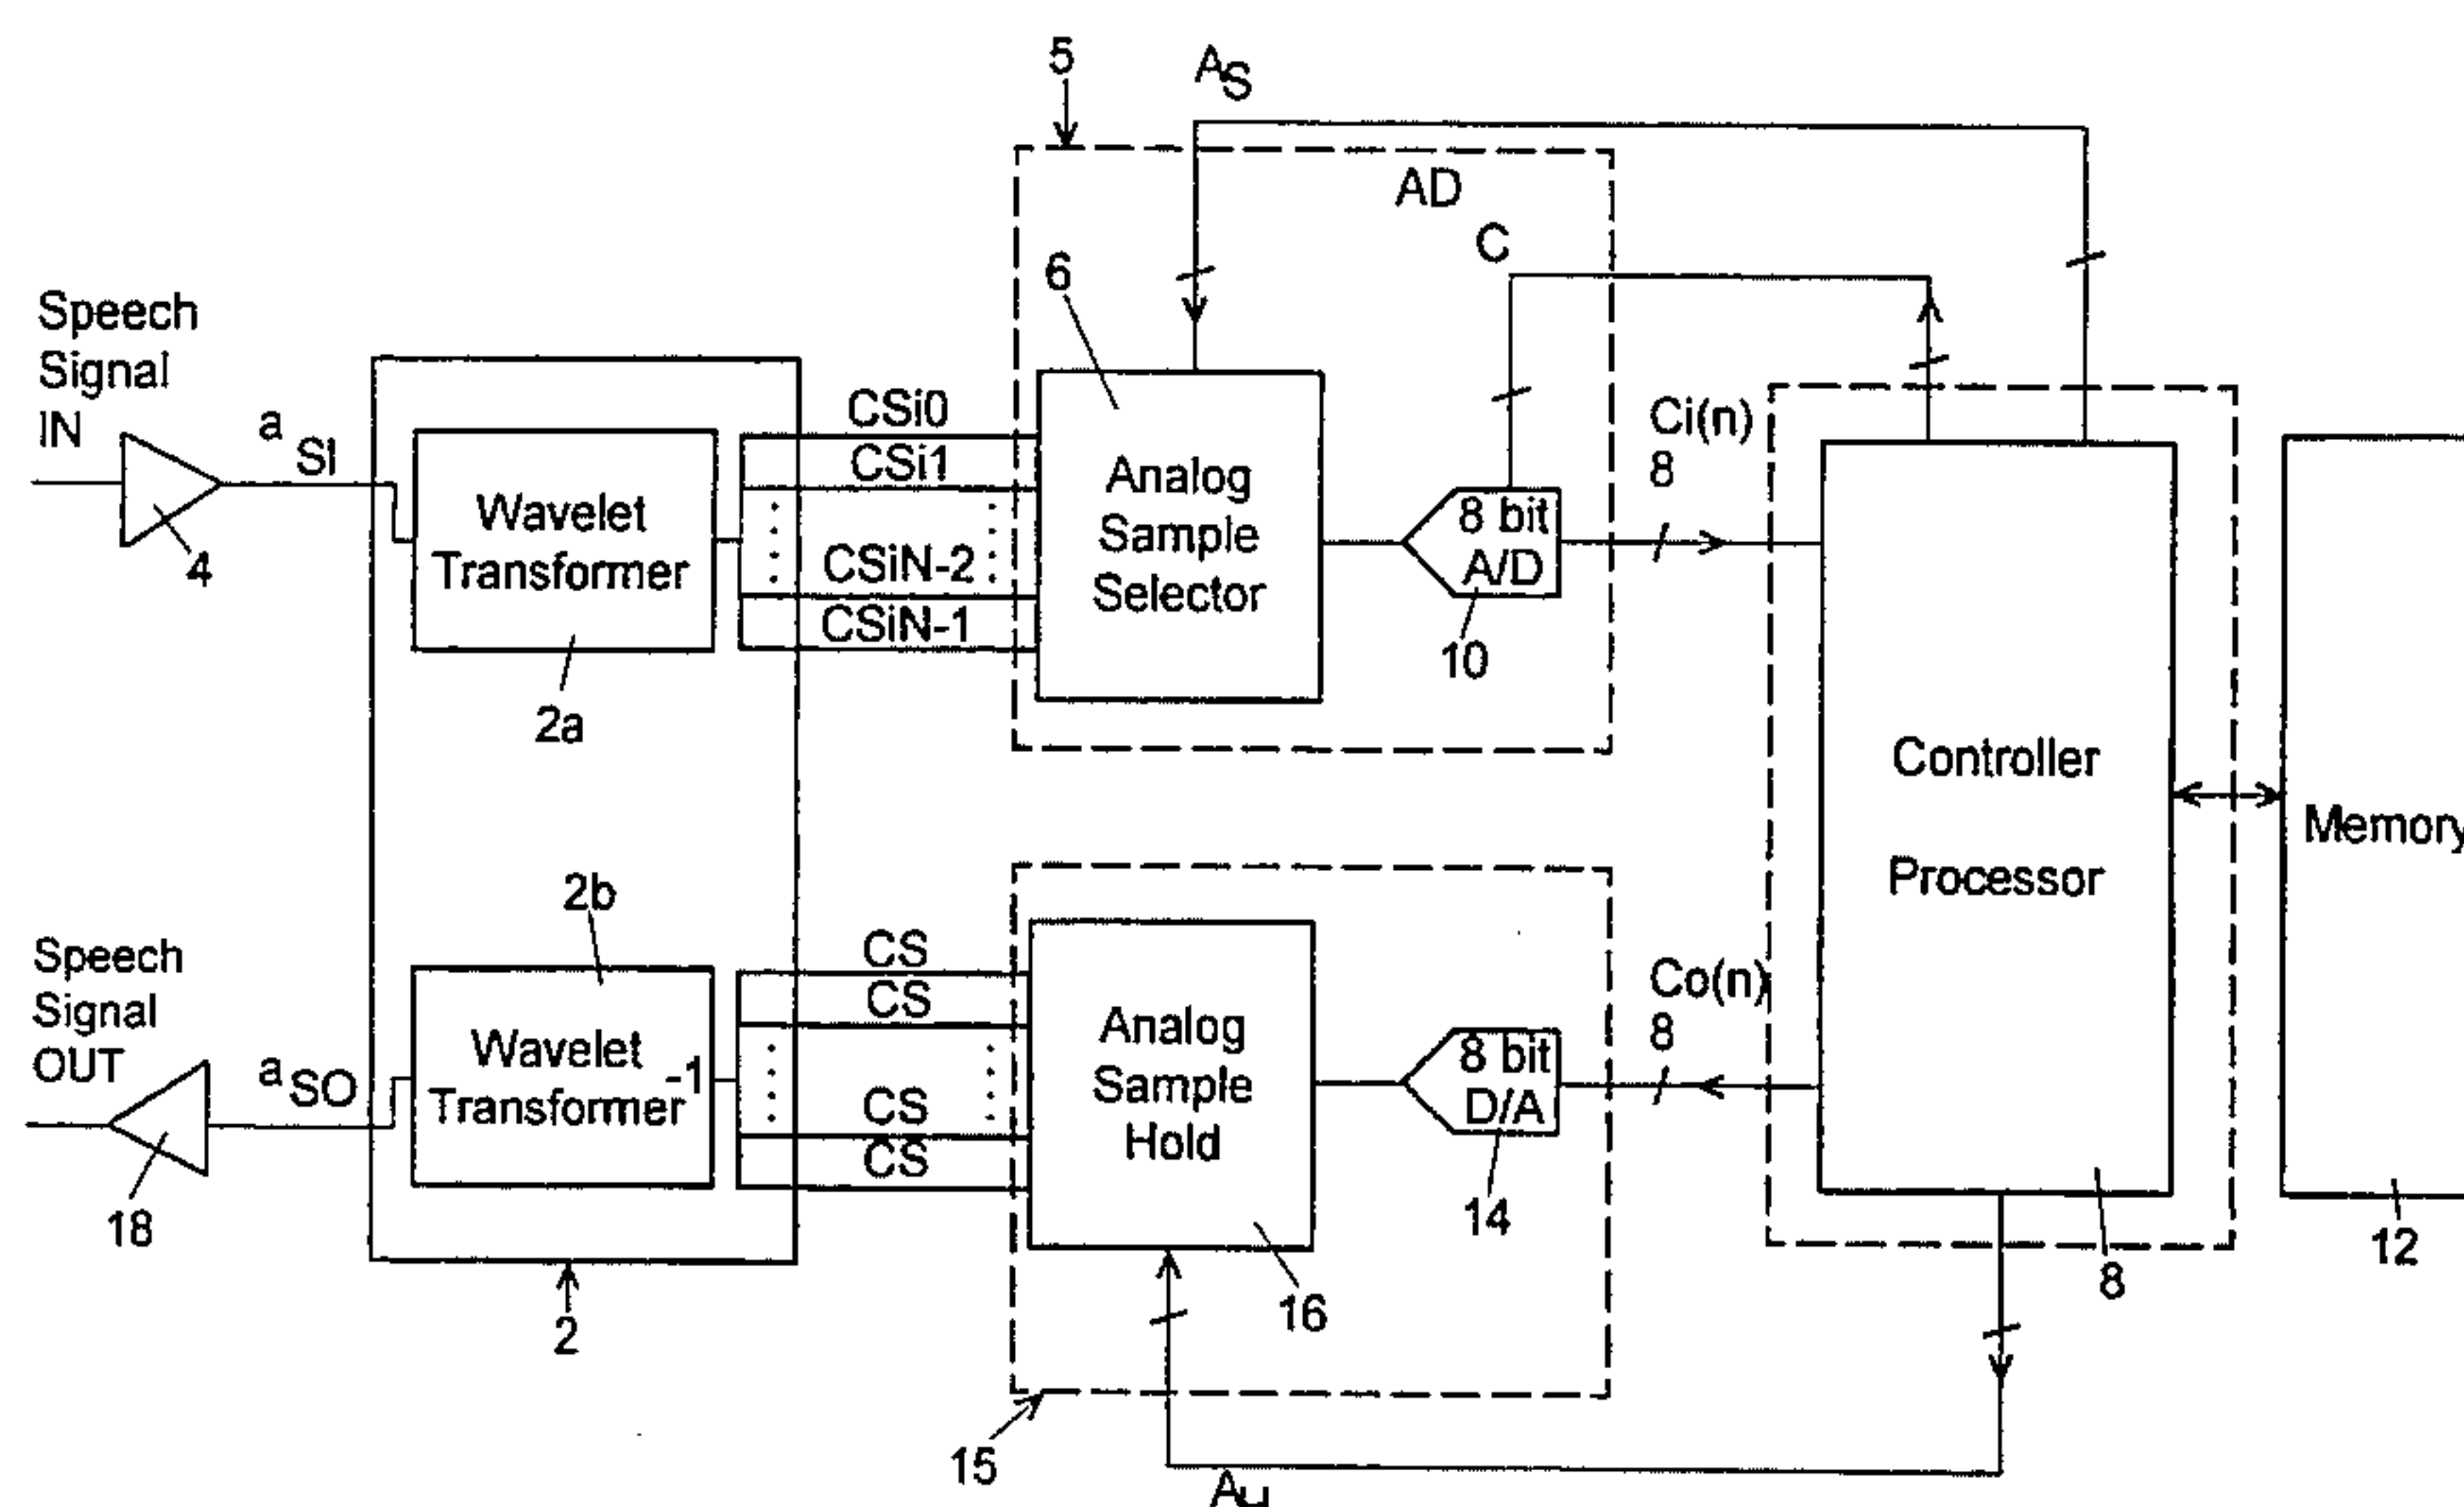 5
AS
AD
C
6
Speech
Signal
IN
a SI
4
Wavelet
Transformer
2a
CSi0
CSi1
CSiN-2
CSiN-1
Analog
Sample
Selector
8 bit
A/D
10
Ci(n)
8
Controller
Processor
8
Memory
12
Speech
Signal
OUT
a SO
18
2b
Wavelet
Transformer -1
2
CS
CS
CS
CS
Analog
Sample
Hold
16
8 bit
D/A
14
Co(n)
8
15